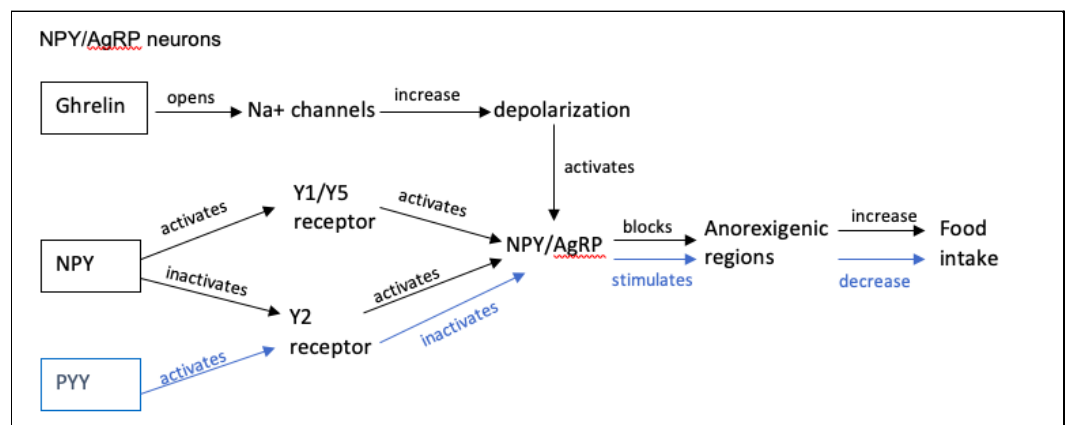 NPY/AgRP neurons
Ghrelin
opens
Na+ channels
increase
depolarization
activates
Y1/Y5
receptor
activates
activates
NPY
inactivates
Y2
receptor
activates
inactivates
PYY
activates
NPY/AgRP
blocks
stimulates
Anorexigenic
regions
increase
decrease
Food
intake